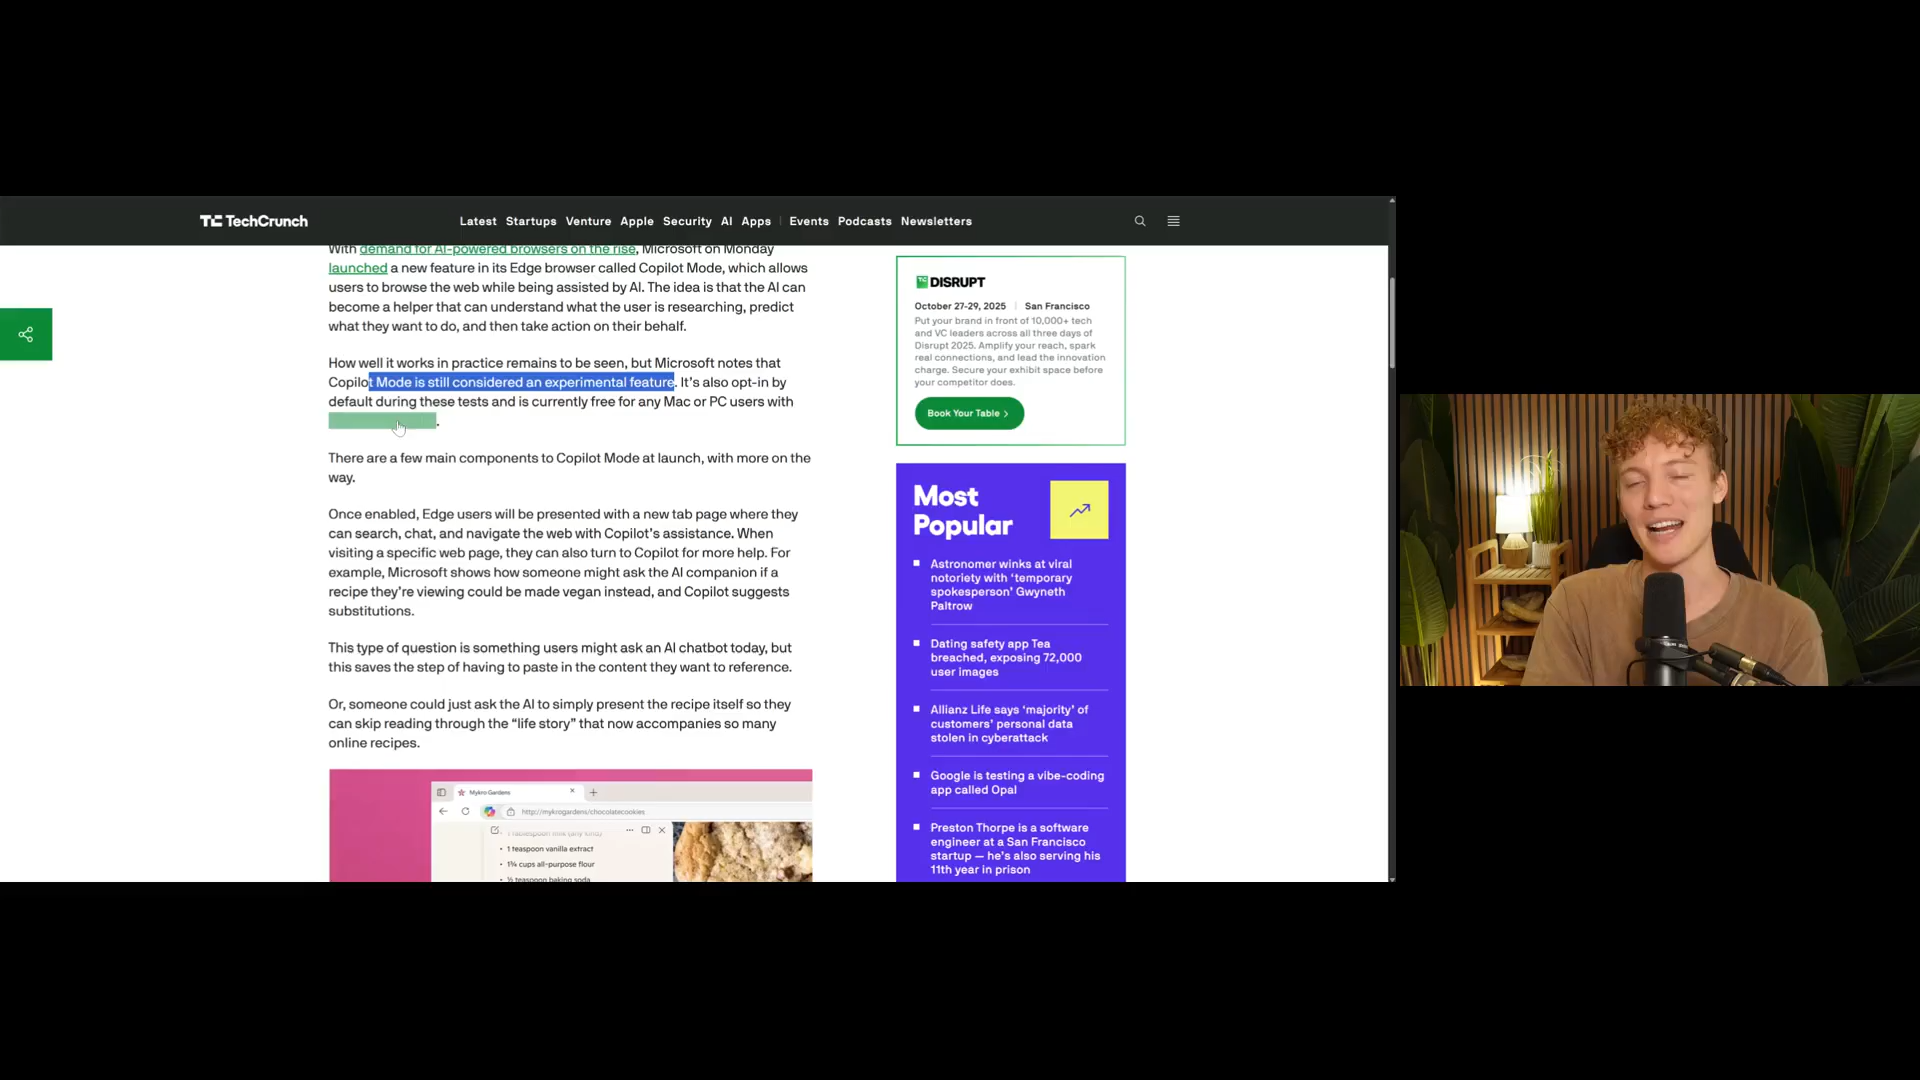 TechCrunch
Latest Startups Venture Apple Security AI Apps Events Podcasts Newsletters
With demand for AI-powered browsers on the rise, Microsoft on Monday
launched a new feature in its Edge browser called Copilot Mode, which allows
users to browse the web while being assisted by AI. The idea is that the AI can
become a helper that can understand what the user is researching, predict
what they want to do, and then take action on their behalf.
How well it works in practice remains to be seen, but Microsoft notes that
Copilot Mode is still considered an experimental feature. It’s also opt-in by
default during these tests and is currently free for any Mac or PC users with
.
There are a few main components to Copilot Mode at launch, with more on the
way.
Once enabled, Edge users will be presented with a new tab page where they
can search, chat, and navigate the web with Copilot’s assistance. When
visiting a specific web page, they can also turn to Copilot for more help. For
example, Microsoft shows how someone might ask the AI companion if a
recipe they’re viewing could be made vegan instead, and Copilot suggests
substitutions.
This type of question is something users might ask an AI chatbot today, but
this saves the step of having to paste in the content they want to reference.
Or, someone could just ask the AI to simply present the recipe itself so they
can skip reading through the “life story” that now accompanies so many
online recipes.
Mykro Gardens
http://mykrogardens/chocolatecookies
• 1 teaspoon vanilla extract
• 1¾ cups all-purpose flour
• ½ teaspoon baking soda
DISRUPT
October 27-29, 2025 | San Francisco
Put your brand in front of 10,000+ tech
and VC leaders across all three days of
Disrupt 2025. Amplify your reach, spark
real connections, and lead the innovation
charge. Secure your exhibit space before
your competitor does.
Book Your Table
Most
Popular
Astronomer winks at viral
notoriety with ‘temporary
spokesperson’ Gwyneth
Paltrow
Dating safety app Tea
breached, exposing 72,000
user images
Allianz Life says ‘majority’ of
customers’ personal data
stolen in cyberattack
Google is testing a vibe-coding
app called Opal
Preston Thorpe is a software
engineer at a San Francisco
startup — he’s also serving his
11th year in prison